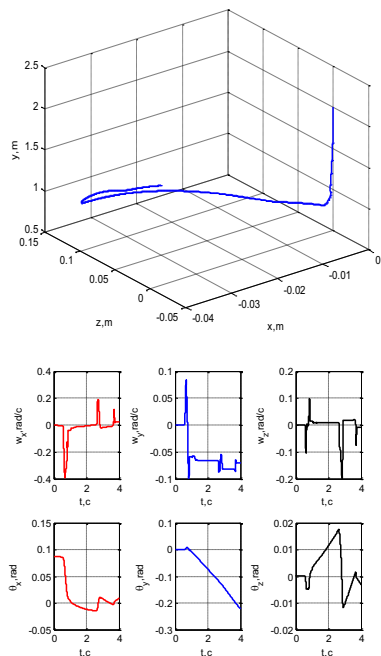 2.5
2
1.5
1
0.5
y,m
0.15
0.1
0.05
0
-0.05
z,m
-0.04
-0.03
-0.02
-0.01
0
x,m
0.4 0.1 0.2
0.2 0.05 0.1
0 0 0
-0.2 -0.05 -0.1
-0.4 -0.1 -0.2
w_x,rad/c w_y,rad/c w_z,rad/c
0 2 4 0 2 4 0 2 4
t,c t,c t,c
0.15 0.1 0.02
0.1 0 0.01
0.05 -0.1 0
0 -0.2 -0.01
-0.05 -0.3 -0.02
θ_x,rad θ_y,rad θ_z,rad
0 2 4 0 2 4 0 2 4
t,c t,c t,c